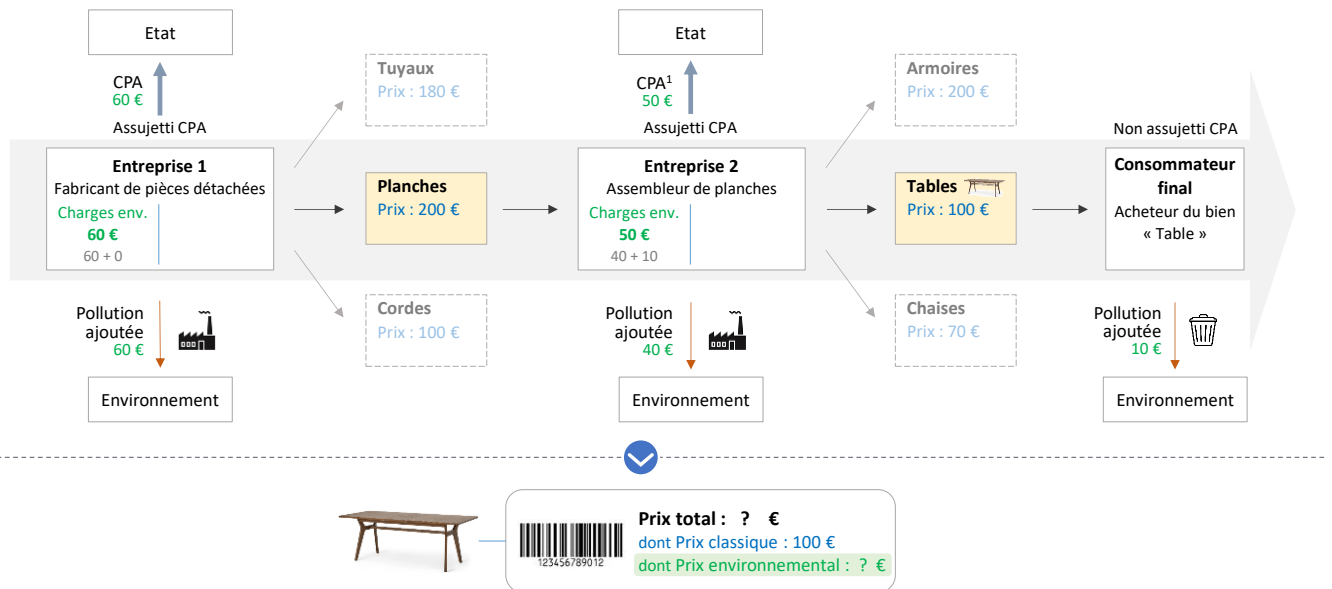 Etat
CPA
60 €
Assujetti CPA
Entreprise 1
Fabricant de pièces détachées
Charges env.
60 €
60 + 0
Pollution
ajoutée
60 €
Environnement
Tuyaux
Prix : 180 €
Planches
Prix : 200 €
Cordes
Prix : 100 €
Etat
CPA¹
50 €
Assujetti CPA
Entreprise 2
Assembleur de planches
Charges env.
50 €
40 + 10
Pollution
ajoutée
40 €
Environnement
Armoires
Prix : 200 €
Tables
Prix : 100 €
Chaises
Prix : 70 €
Non assujetti CPA
Consommateur
final
Acheteur du bien
« Table »
Pollution
ajoutée
10 €
Environnement
123456789012
Prix total : ? €
dont Prix classique : 100 €
dont Prix environnemental : ? €